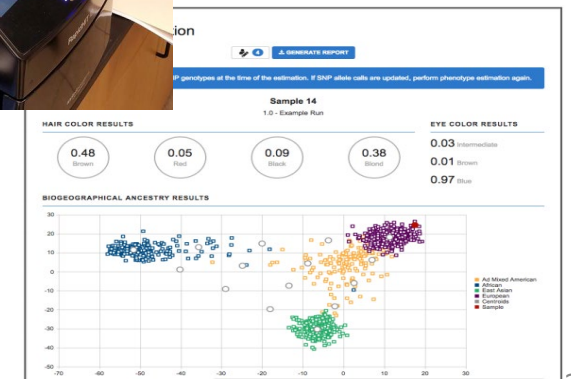 ion
4
GENERATE REPORT
IP genotypes at the time of the estimation. If SNP allele calls are updated, perform phenotype estimation again.
Sample 14
1.0 - Example Run
HAIR COLOR RESULTS
EYE COLOR RESULTS
0.48
Brown
0.05
Red
0.09
Black
0.38
Blond
0.03 Intermediate
0.01 Brown
0.97 Blue
BIOGEOGRAPHICAL ANCESTRY RESULTS
30
20
10
0
-10
-20
-30
-40
-50
Ad Mixed American
African
East Asian
European
Centroids
Sample
-70 -60 -50 -40 -30 -20 -10 0 10 20 30